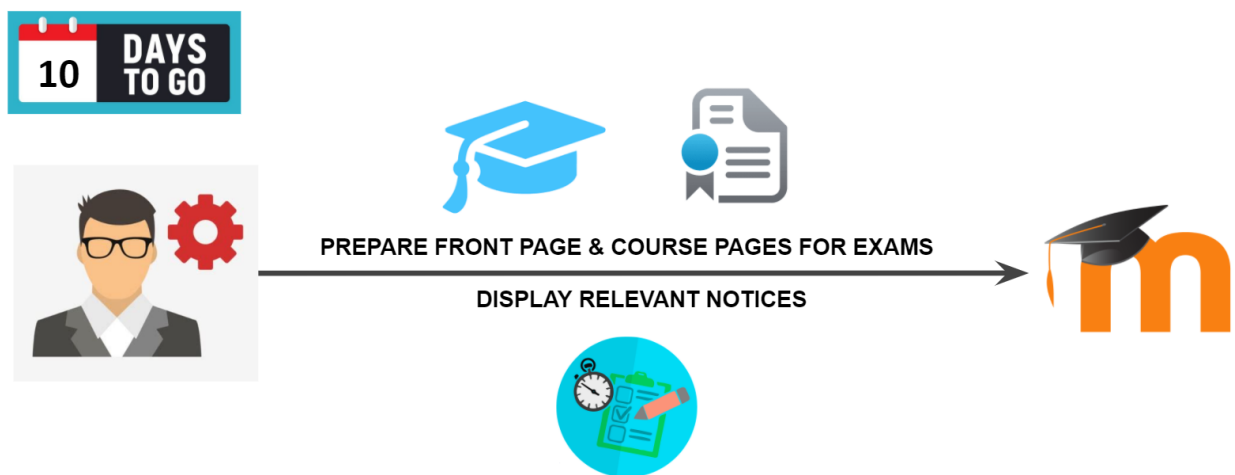 10
DAYS
TO GO
PREPARE FRONT PAGE & COURSE PAGES FOR EXAMS
DISPLAY RELEVANT NOTICES
m